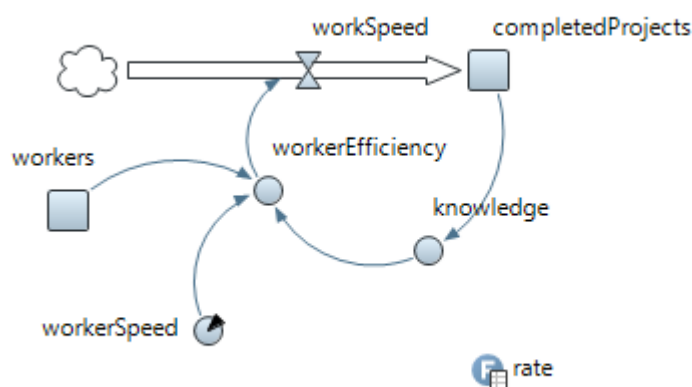 workSpeed
completedProjects
workerEfficiency
workers
knowledge
workerSpeed
F
rate